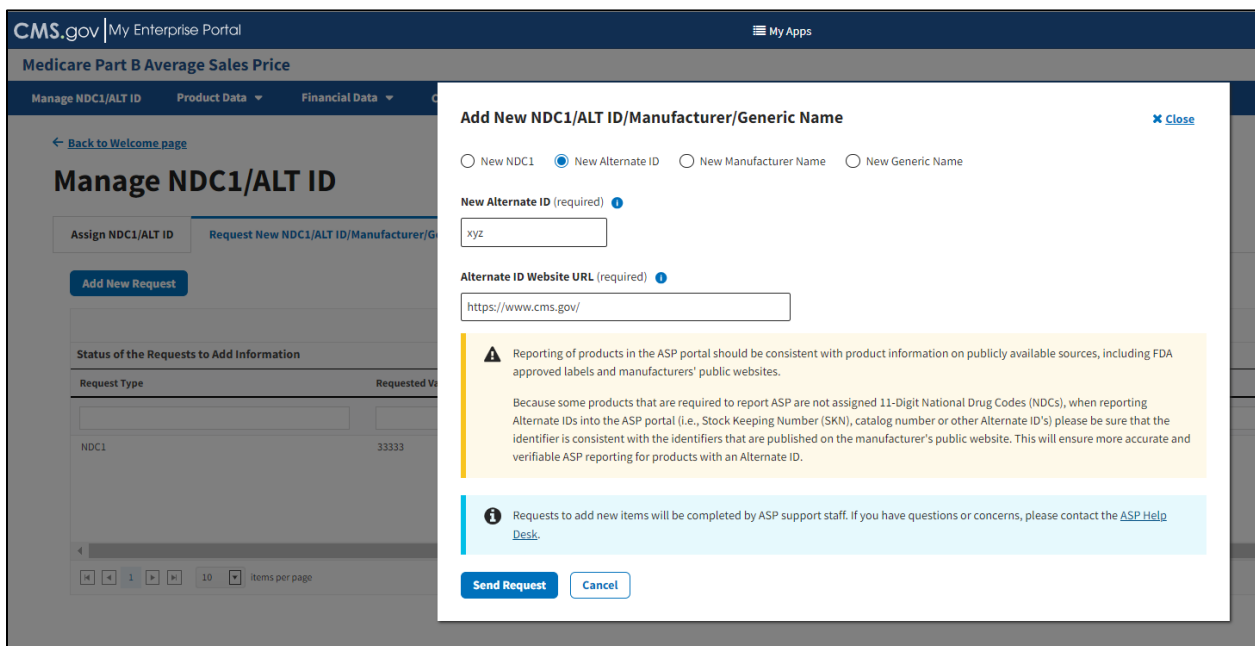 CMS.gov My Enterprise Portal
My Apps
Medicare Part B Average Sales Price
Manage NDC1/ALT ID Product Data Financial Data
Back to Welcome page
Manage NDC1/ALT ID
Assign NDC1/ALT ID Request New NDC1/ALT ID/Manufacturer/
Add New Request
Status of the Requests to Add Information
Request Type Requested
NDC1 33333
1 10 items per page
Add New NDC1/ALT ID/Manufacturer/Generic Name
Close
New NDC1 New Alternate ID New Manufacturer Name New Generic Name
New Alternate ID (required)
xyz
Alternate ID Website URL (required)
https://www.cms.gov/
Reporting of products in the ASP portal should be consistent with product information on publicly available sources, including FDA
approved labels and manufacturers' public websites.
Because some products that are required to report ASP are not assigned 11-Digit National Drug Codes (NDCs), when reporting
Alternate IDs into the ASP portal (i.e., Stock Keeping Number (SKN), catalog number or other Alternate ID's) please be sure that the
identifier is consistent with the identifiers that are published on the manufacturer's public website. This will ensure more accurate and
verifiable ASP reporting for products with an Alternate ID.
Requests to add new items will be completed by ASP support staff. If you have questions or concerns, please contact the ASP Help
Desk.
Send Request Cancel